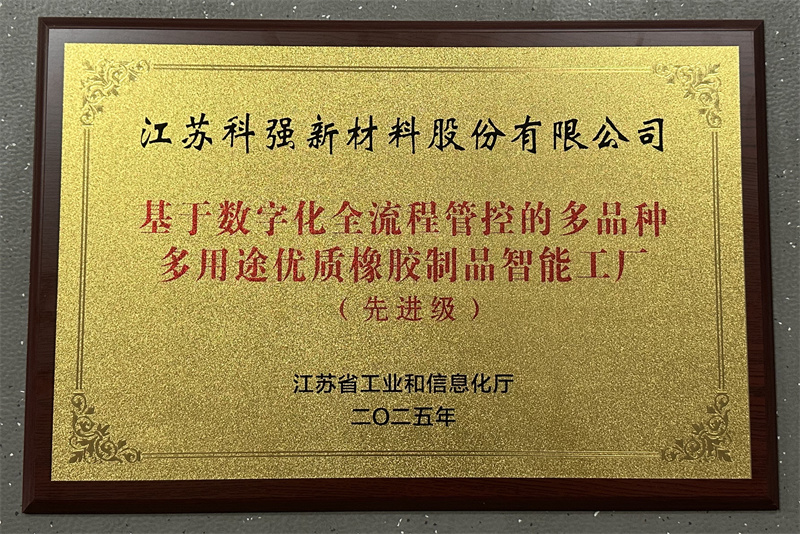 江苏科强新材料股份有限公司
基于数字化全流程管控的多品种
多用途优质橡胶制品智能工厂
（先进级）
江苏省工业和信息化厅
二〇二五年